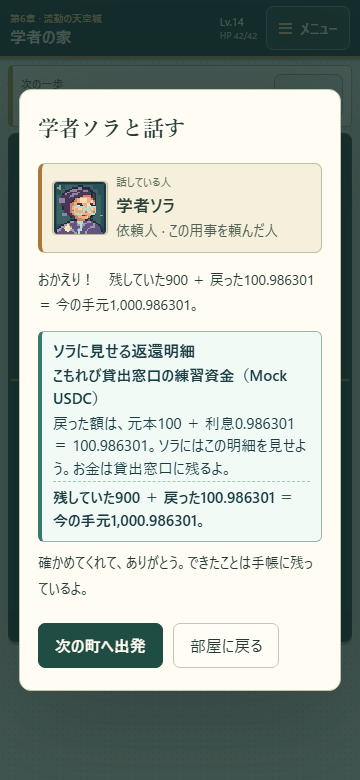 第6章・流動の天空城
学者の家
Lv.14
HP 42/42
メニュー
次の一歩
学者ソラと話す
話している人
学者ソラ
依頼人・この用事を頼んだ人
おかえり！　残していた900 ＋ 戻った100.986301
＝ 今の手元1,000.986301。
ソラに見せる返還明細
こもれび貸出窓口の練習資金（Mock
USDC）
戻った額は、元本100 ＋ 利息0.986301
＝ 100.986301。ソラにはこの明細を見せよ
う。お金は貸出窓口に残るよ。
残していた900 ＋ 戻った100.986301 ＝
今の手元1,000.986301。
確かめてくれて、ありがとう。できたことは手帳に残っ
ているよ。
次の町へ出発
部屋に戻る